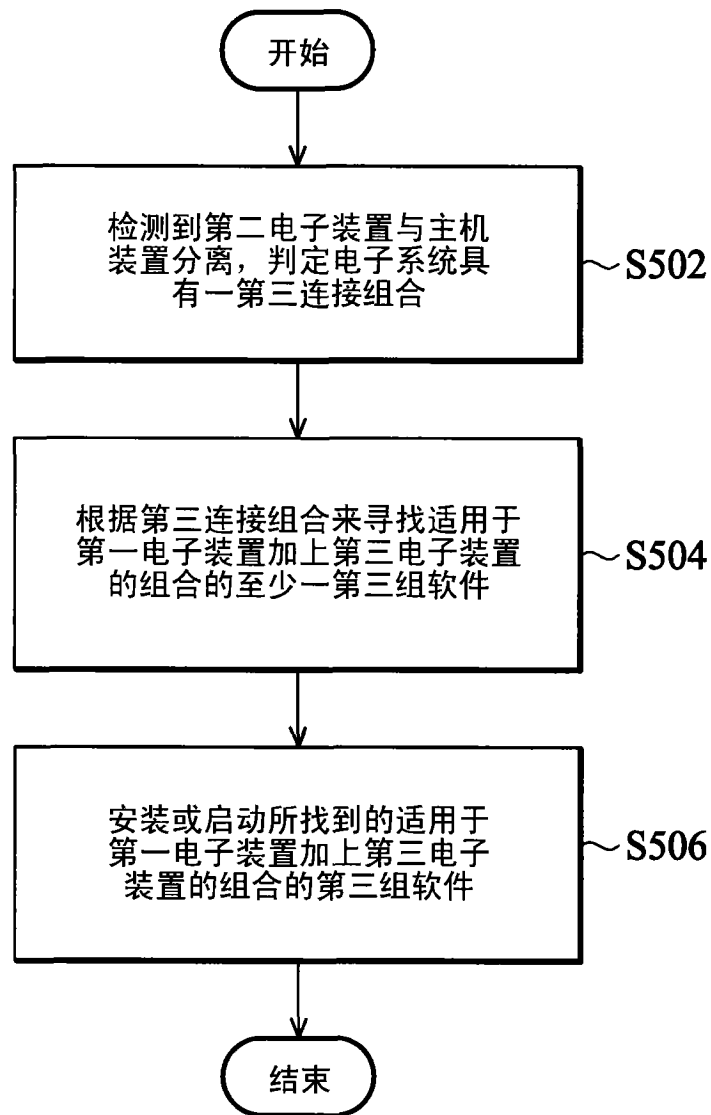 开始
检测到第二电子装置与主机
装置分离，判定电子系统具
有一第三连接组合
S502
根据第三连接组合来寻找适用于
第一电子装置加上第三电子装置
的组合的至少一第三组软件
S504
安装或启动所找到的适用于
第一电子装置加上第三电子
装置的组合的第三组软件
S506
结束